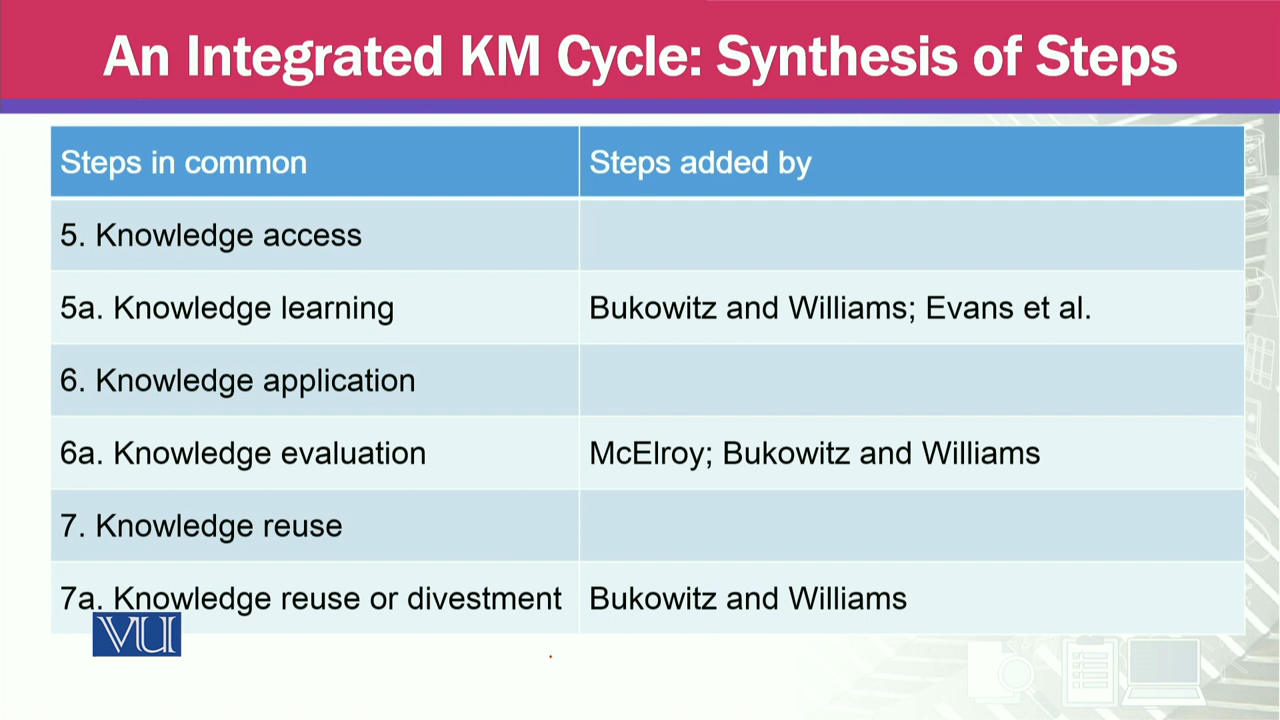 An Integrated KM Cycle: Synthesis of Steps
Steps in common Steps added by
5. Knowledge access
5a. Knowledge learning Bukowitz and Williams; Evans et al.
6. Knowledge application
6a. Knowledge evaluation McElroy; Bukowitz and Williams
7. Knowledge reuse
7a. Knowledge reuse or divestment Bukowitz and Williams
VU